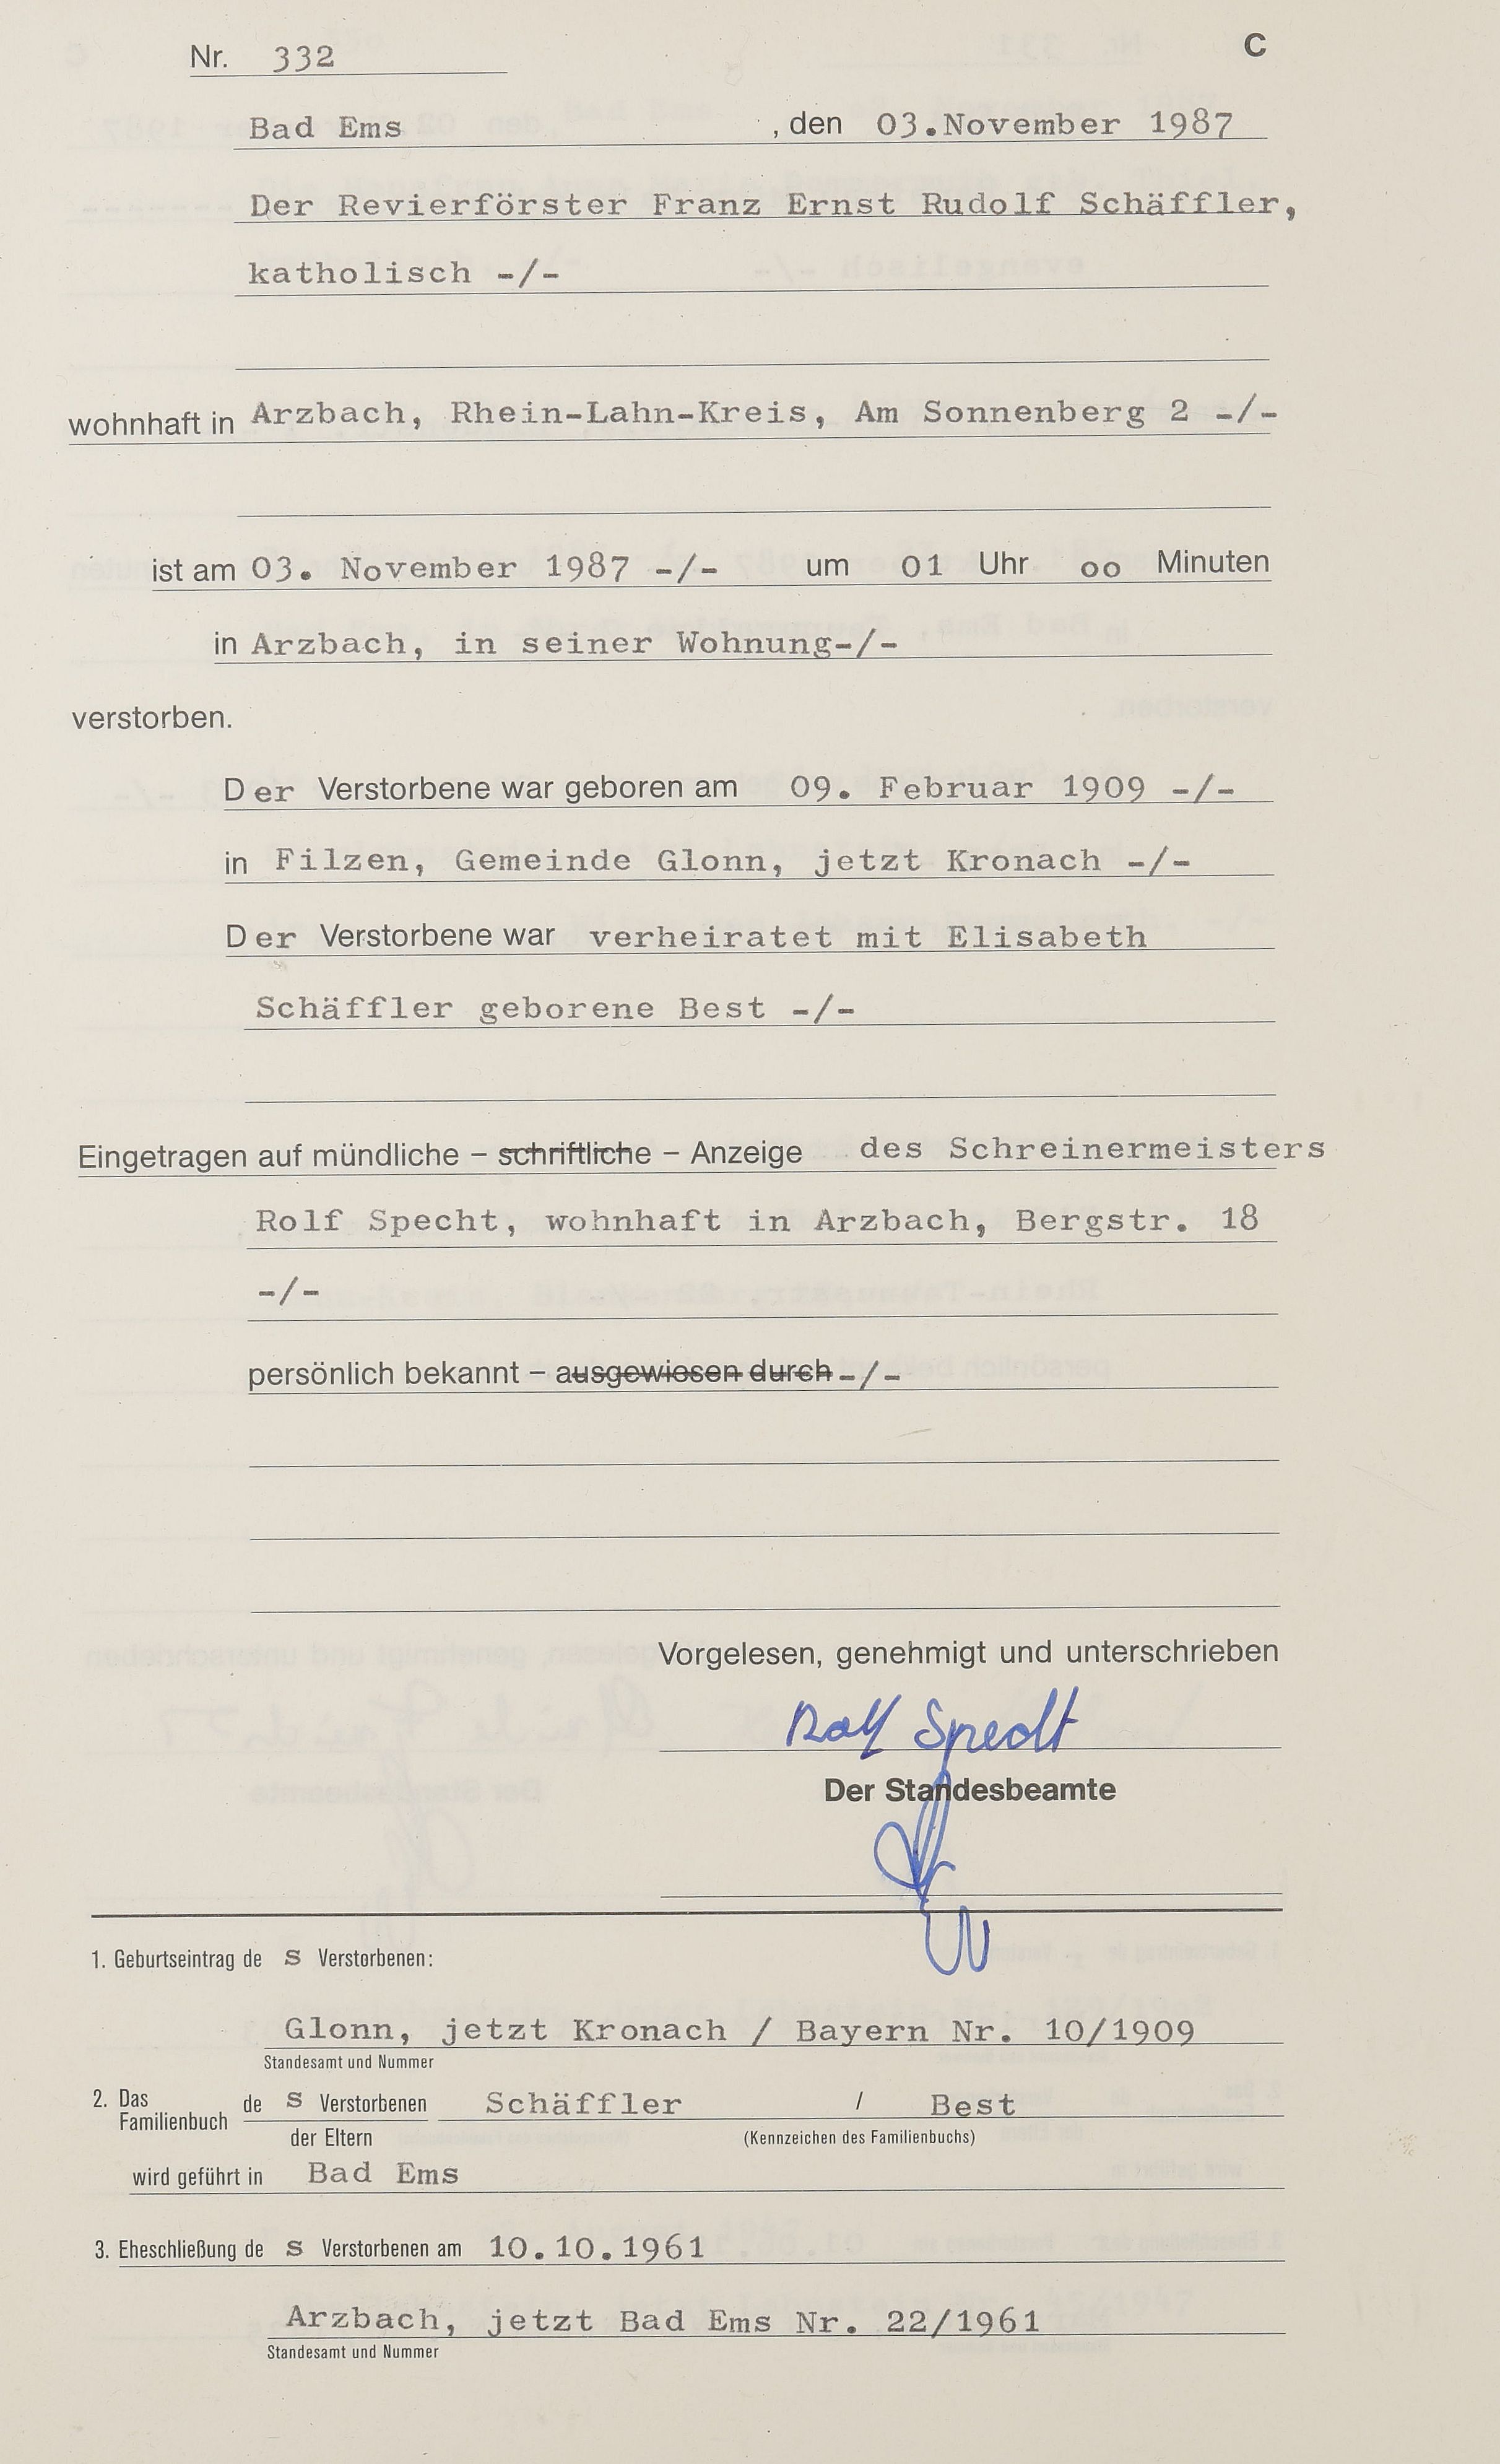 Nr. 332
C
Bad Ems , den 03.November 1987
Der Revierförster Franz Ernst Rudolf Schäffler,
katholisch -/-
wohnhaft in Arzbach, Rhein-Lahn-Kreis, Am Sonnenberg 2 -/-
ist am 03. November 1987 -/- um 01 Uhr oo Minuten
in Arzbach, in seiner Wohnung-/-
verstorben.
Der Verstorbene war geboren am 09. Februar 1909 -/-
in Filzen, Gemeinde Glonn, jetzt Kronach -/-
Der Verstorbene war verheiratet mit Elisabeth
Schäffler geborene Best -/-
Eingetragen auf mündliche – schriftliche – Anzeige des Schreinermeisters
Rolf Specht, wohnhaft in Arzbach, Bergstr. 18
-/-
persönlich bekannt – ausgewiesen durch -/-
Vorgelesen, genehmigt und unterschrieben
Rolf Specht
Der Standesbeamte
1. Geburtseintrag de s Verstorbenen:
Glonn, jetzt Kronach / Bayern Nr. 10/1909
Standesamt und Nummer
2. Das Familienbuch de s Verstorbenen Schäffler / Best
der Eltern (Kennzeichen des Familienbuchs)
wird geführt in Bad Ems
3. Eheschließung de s Verstorbenen am 10.10.1961
Arzbach, jetzt Bad Ems Nr. 22/1961
Standesamt und Nummer